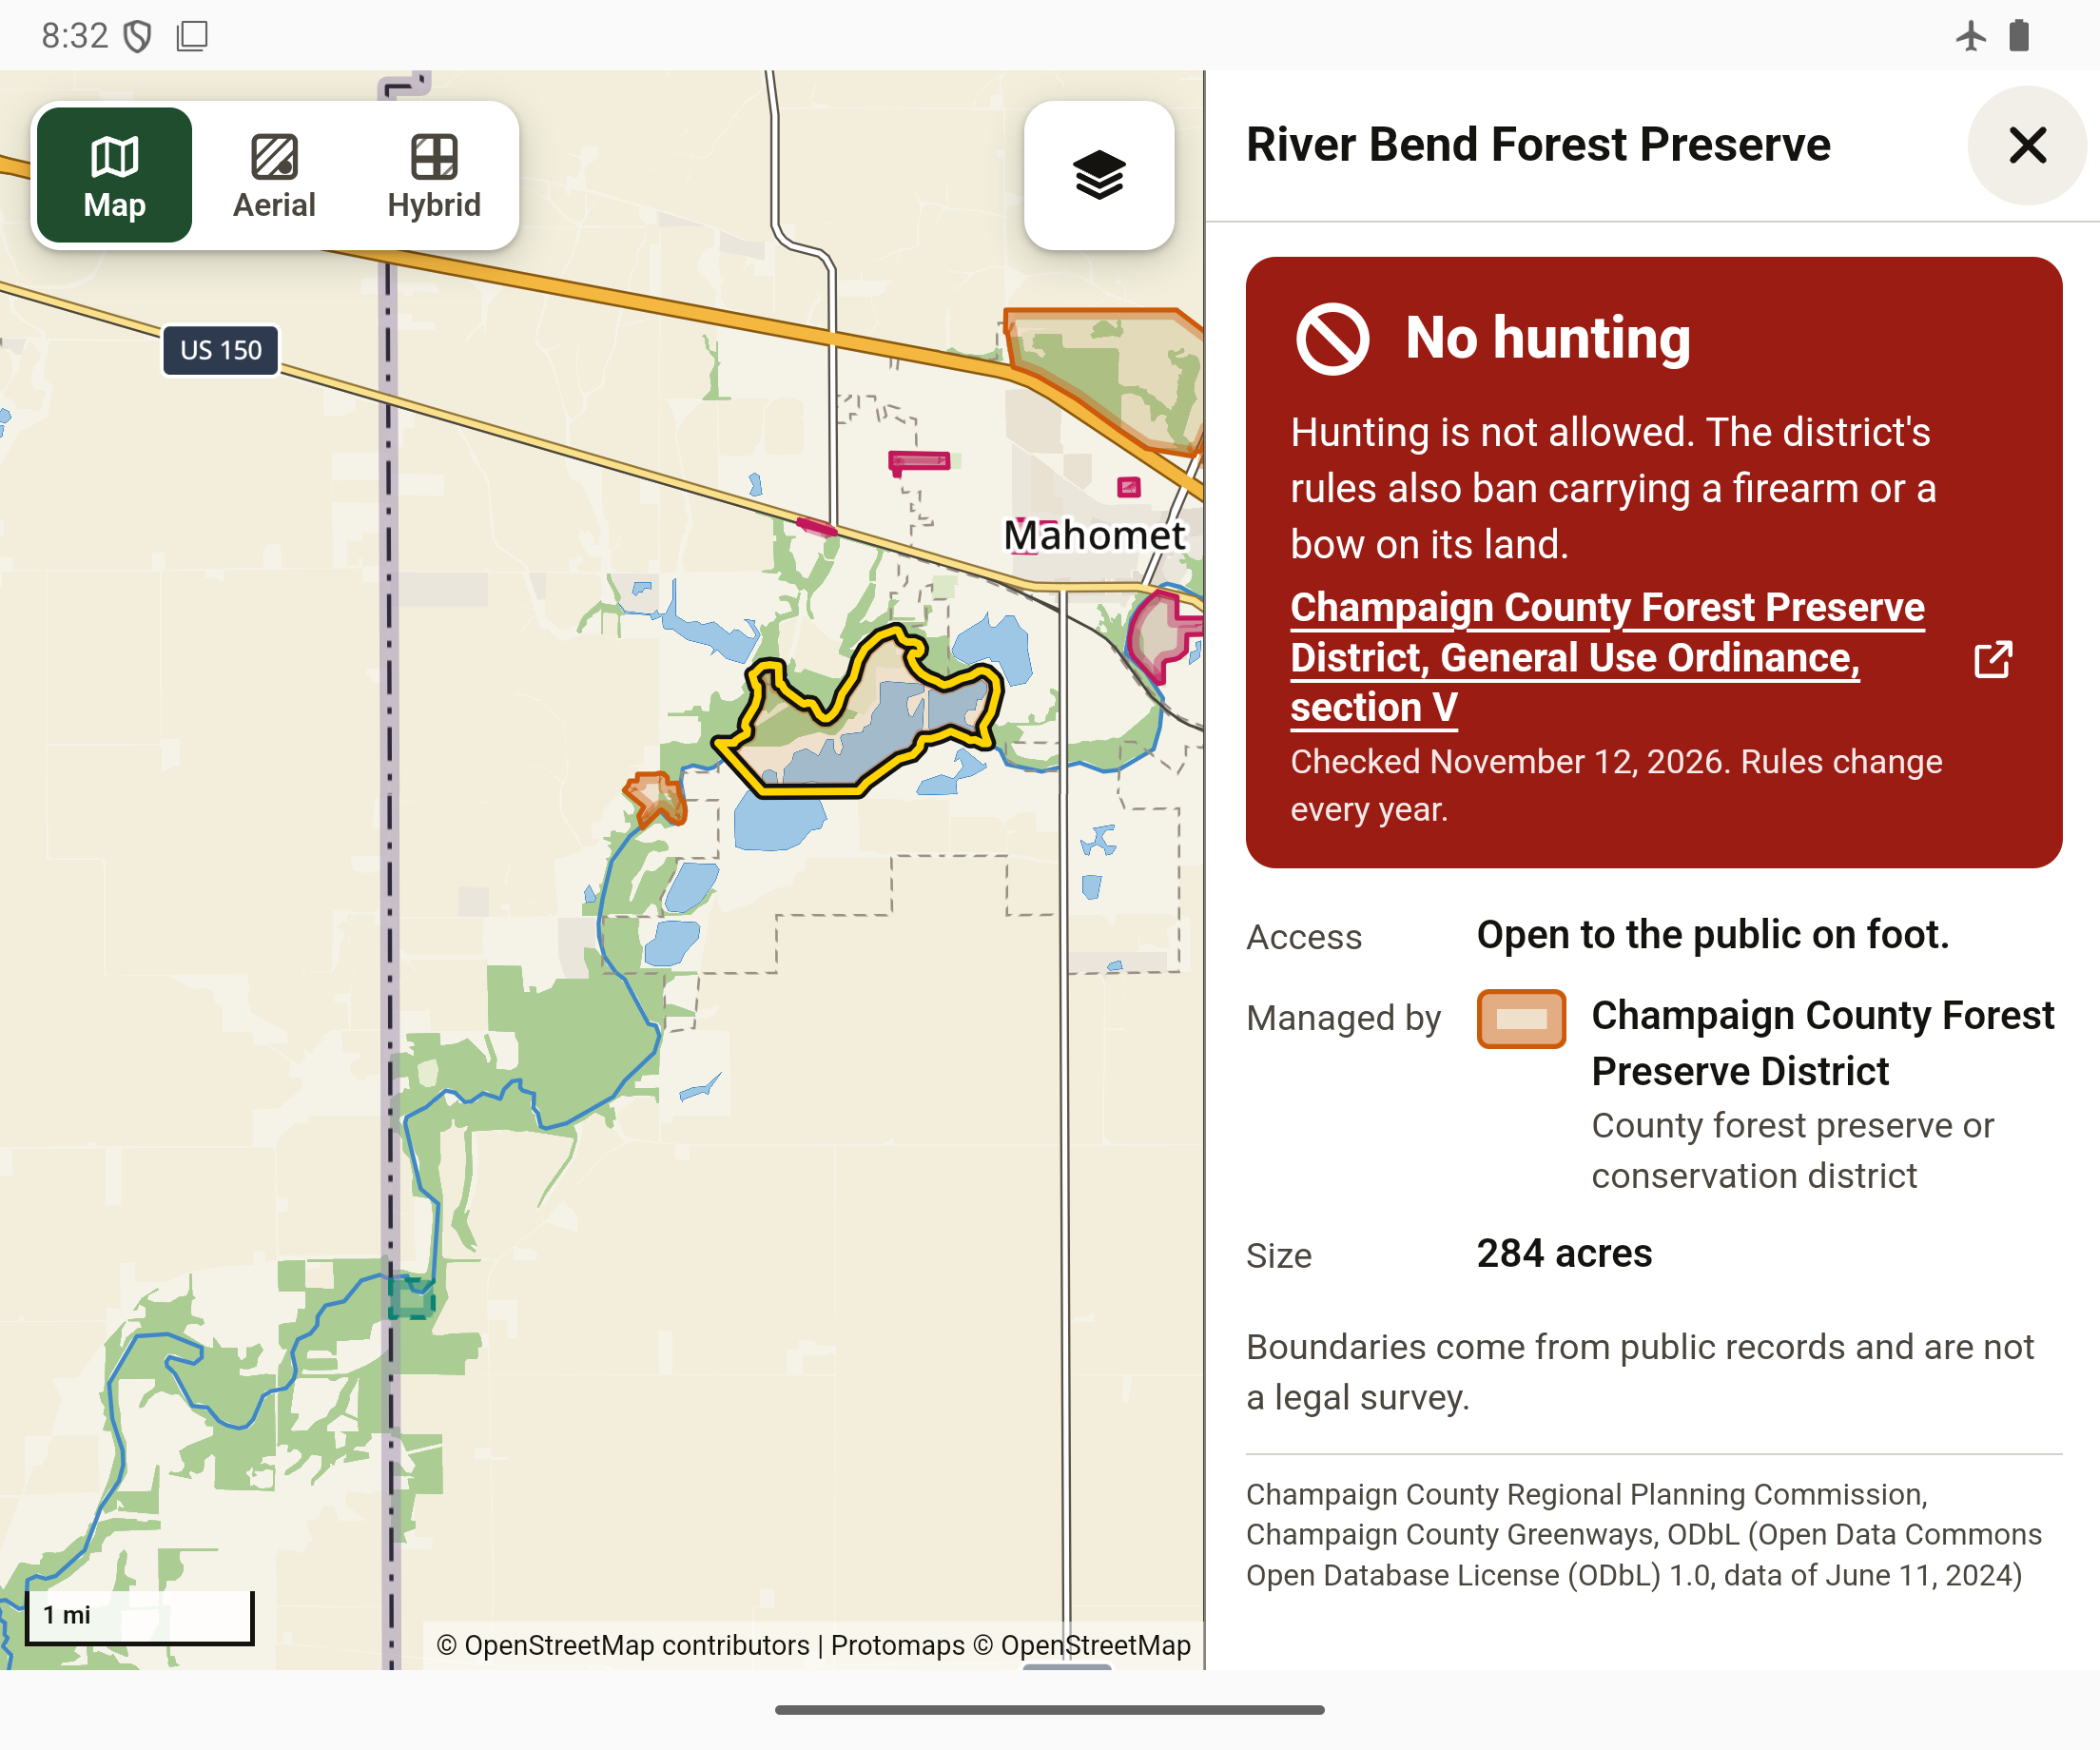 8:32
Map
Aerial
Hybrid
US 150
Mahomet
1 mi
© OpenStreetMap contributors | Protomaps © OpenStreetMap
River Bend Forest Preserve
No hunting
Hunting is not allowed. The district's
rules also ban carrying a firearm or a
bow on its land.
Champaign County Forest Preserve
District, General Use Ordinance,
section V
Checked November 12, 2026. Rules change
every year.
Access
Open to the public on foot.
Managed by
Champaign County Forest
Preserve District
County forest preserve or
conservation district
Size
284 acres
Boundaries come from public records and are not
a legal survey.
Champaign County Regional Planning Commission,
Champaign County Greenways, ODbL (Open Data Commons
Open Database License (ODbL) 1.0, data of June 11, 2024)